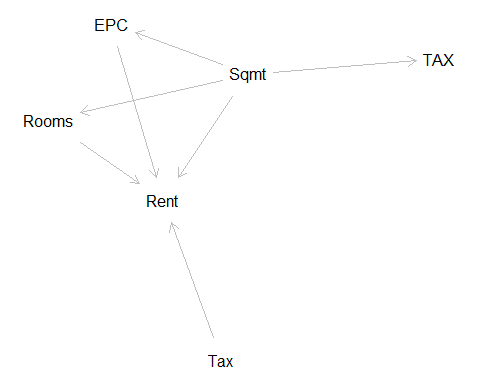 EPC
TAX
Sqmt
Rooms
Rent
Tax